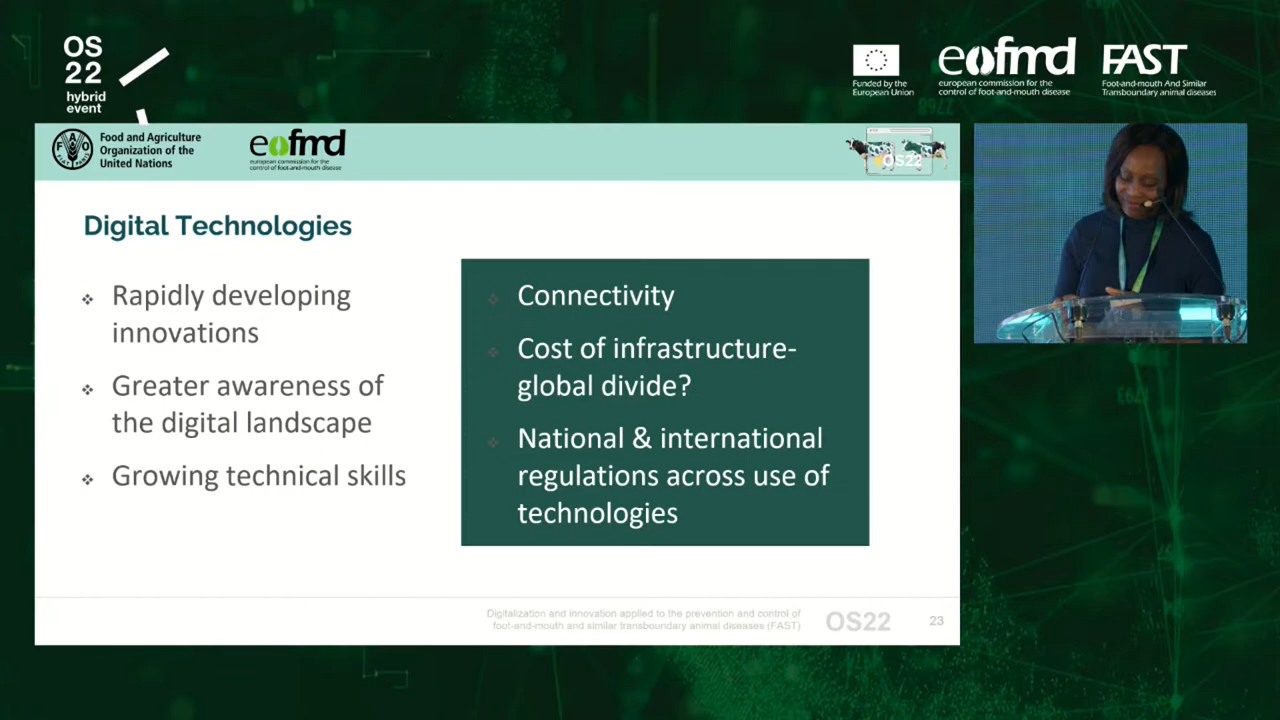 OS
22
hybrid
event
Funded by the
European Union
eofmd
european commission for the
control of foot-and-mouth disease
FAST
Foot-and-mouth And Similar
Transboundary animal diseases
FAO
Food and Agriculture
Organization of the
United Nations
eofmd
european commission for the
control of foot-and-mouth disease
OS22
Digital Technologies
❖ Rapidly developing
innovations
❖ Greater awareness of
the digital landscape
❖ Growing technical skills
❖ Connectivity
❖ Cost of infrastructure-
global divide?
❖ National & international
regulations across use of
technologies
Digitalization and innovation applied to the prevention and control of
foot-and-mouth and similar transboundary animal diseases (FAST)
OS22
23